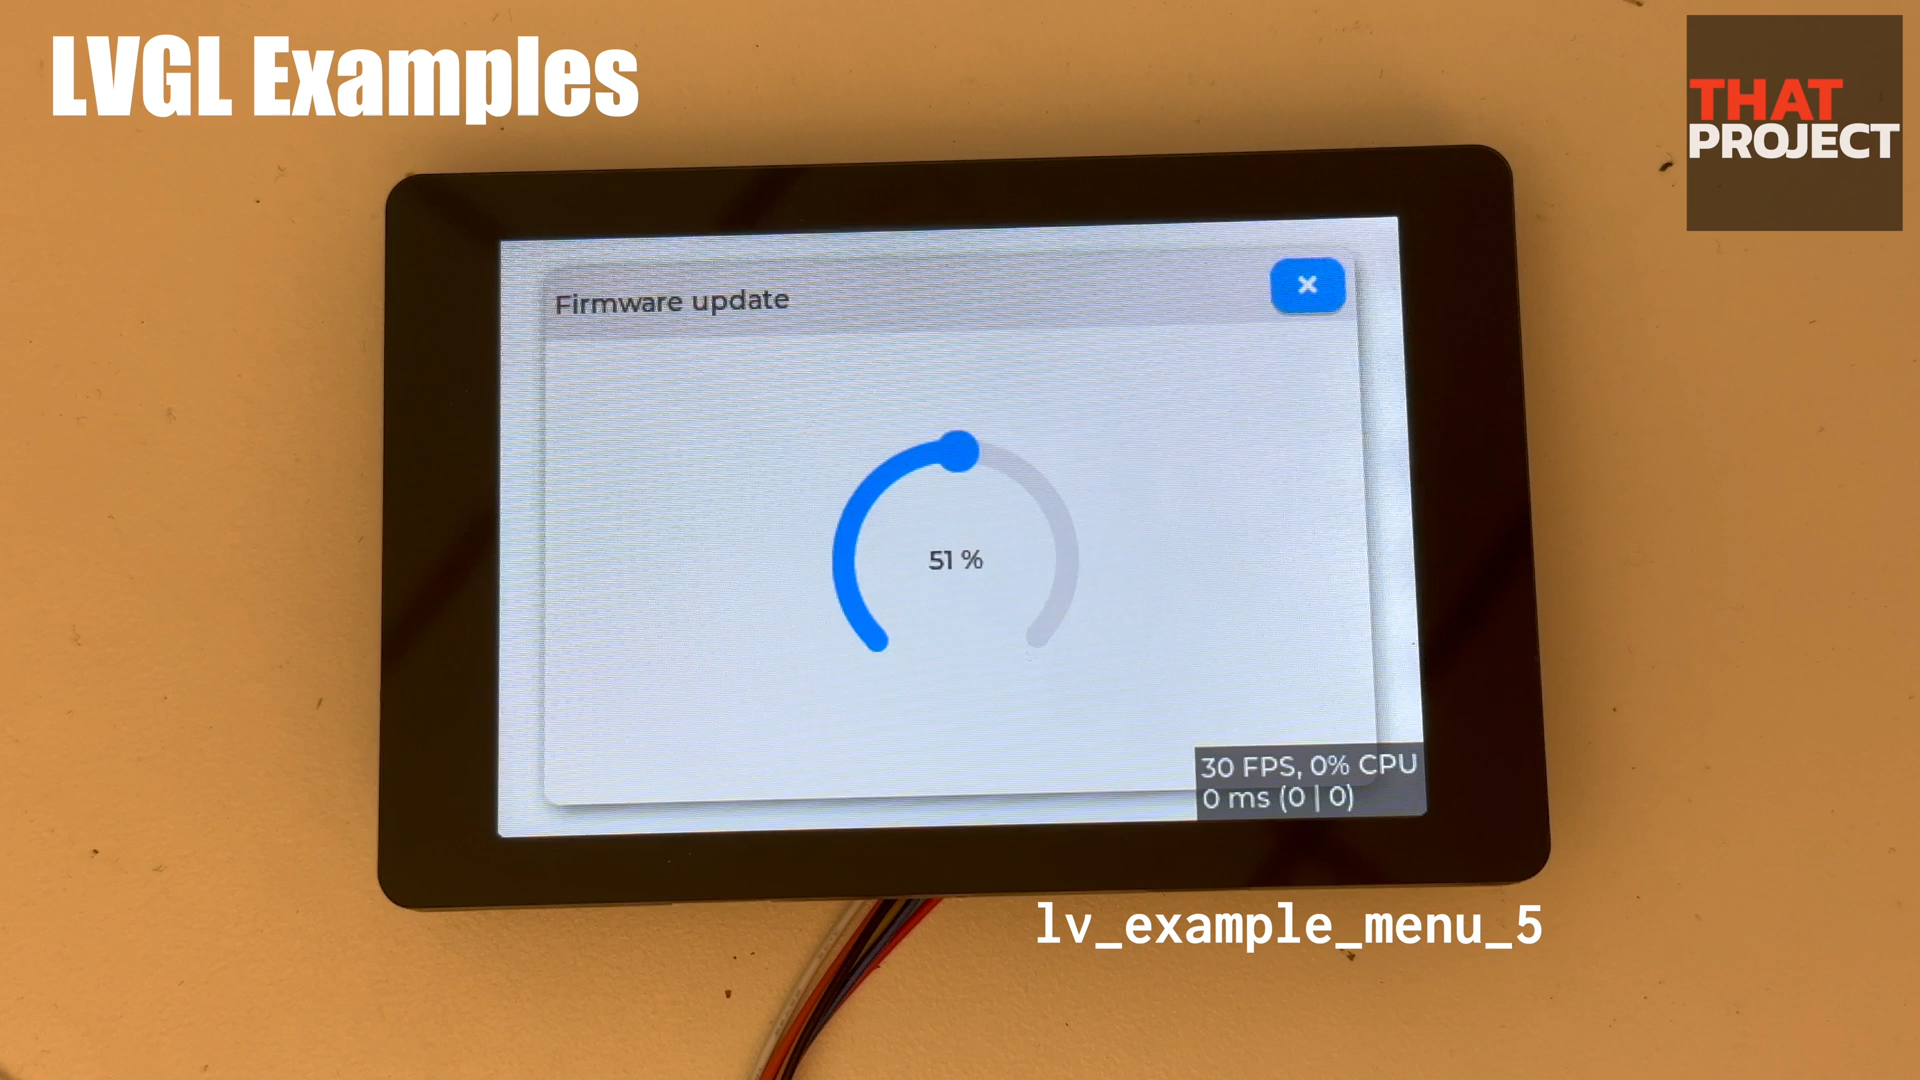 LVGL Examples
THAT
PROJECT
Firmware update
51 %
30 FPS, 0% CPU
0 ms (0 | 0)
lv_example_menu_5